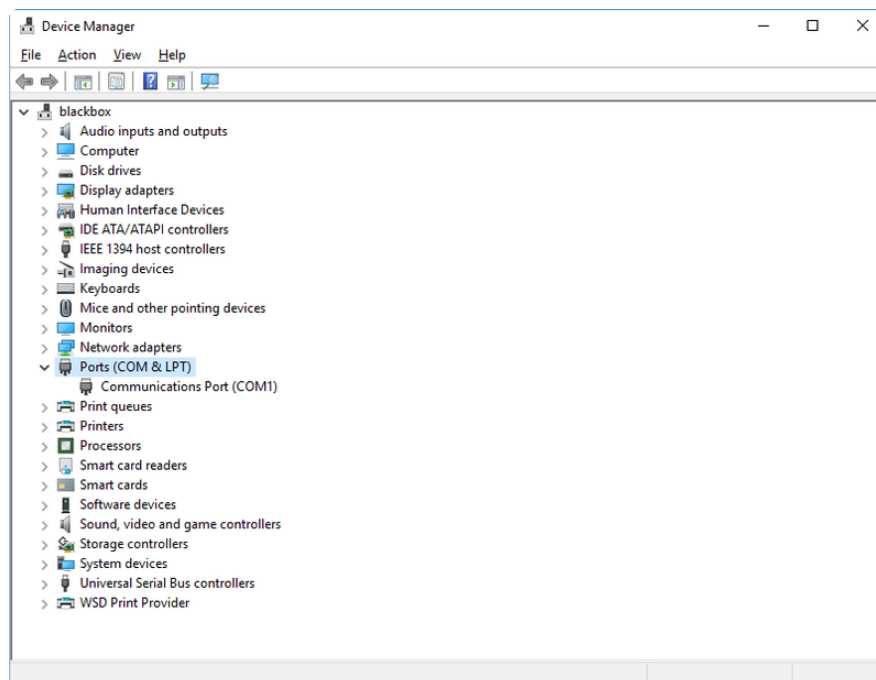 Device Manager
File Action View Help
blackbox
Audio inputs and outputs
Computer
Disk drives
Display adapters
Human Interface Devices
IDE ATA/ATAPI controllers
IEEE 1394 host controllers
Imaging devices
Keyboards
Mice and other pointing devices
Monitors
Network adapters
Ports (COM & LPT)
Communications Port (COM1)
Print queues
Printers
Processors
Smart card readers
Smart cards
Software devices
Sound, video and game controllers
Storage controllers
System devices
Universal Serial Bus controllers
WSD Print Provider